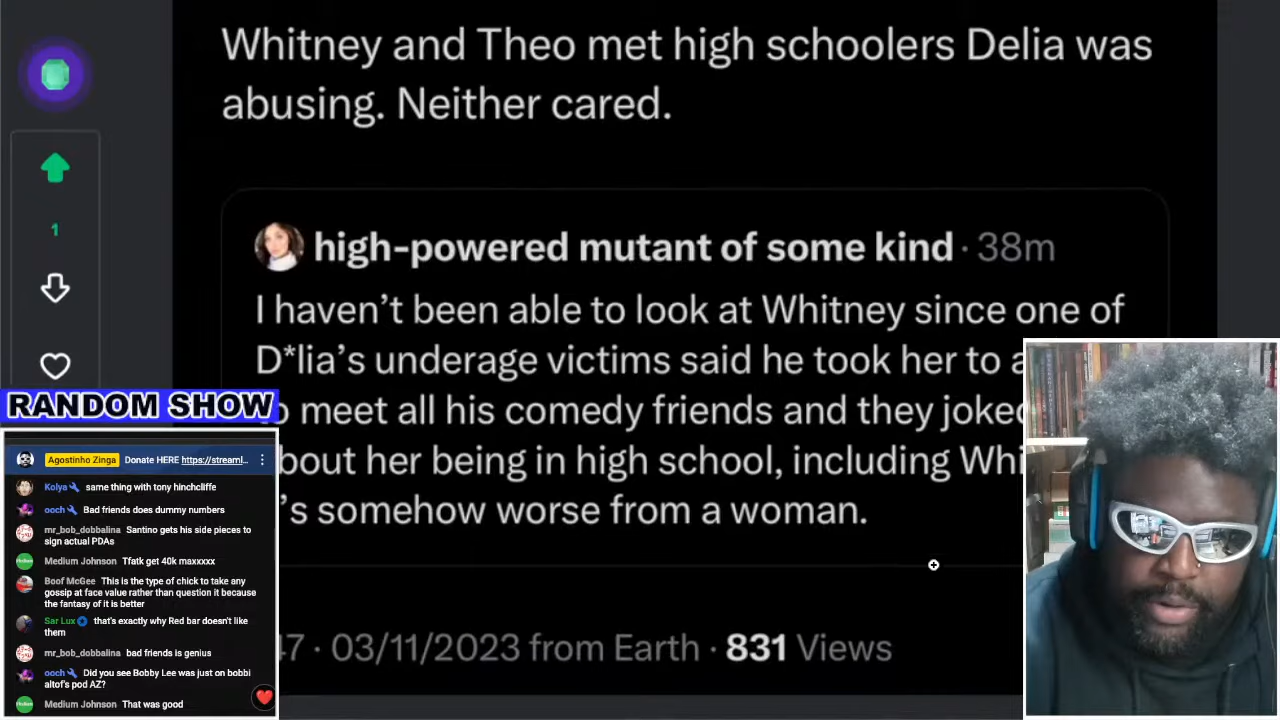 Whitney and Theo met high schoolers Delia was
abusing. Neither cared.
1
high-powered mutant of some kind · 38m
I haven't been able to look at Whitney since one of
D*lia's underage victims said he took her to a
meet all his comedy friends and they joked
bout her being in high school, including Whi
's somehow worse from a woman.
47 · 03/11/2023 from Earth · 831 Views
RANDOM SHOW
Agostinho Zinga Donate HERE https://streaml...
Kolya same thing with tony hinchcliffe
ooch Bad friends does dummy numbers
mr_bob_dobbalina Santino gets his side pieces to
sign actual PDAs
Medium Johnson Tfatk get 40k maxxxxx
Boof McGee This is the type of chick to take any
gossip at face value rather than question it because
the fantasy of it is better
Sar Lux that's exactly why Red bar doesn't like
them
mr_bob_dobbalina bad friends is genius
ooch Did you see Bobby Lee was just on bobbi
altof's pod AZ?
Medium Johnson That was good